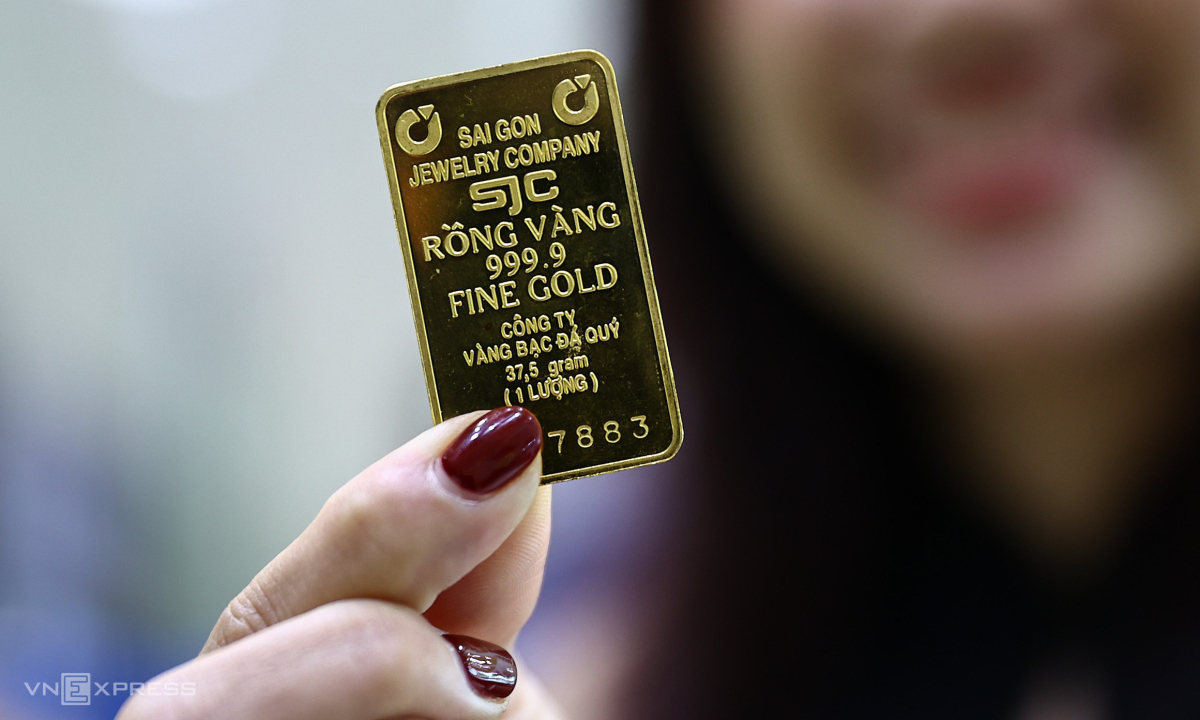 SAI GON
JEWELRY COMPANY
SJC
RỒNG VÀNG
999.9
FINE GOLD
CÔNG TY
VÀNG BẠC ĐÁ QUÝ
37,5 gram
(1 LƯỢNG)
7883
VNEXPRESS